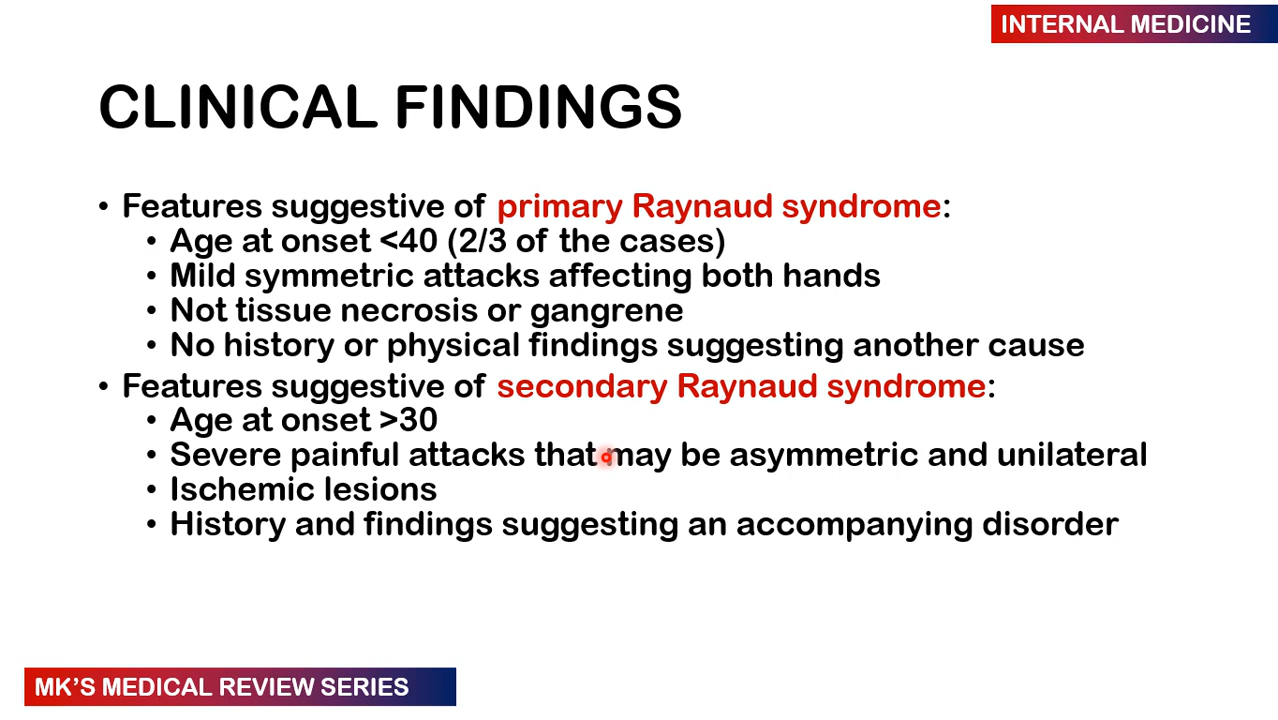 INTERNAL MEDICINE
CLINICAL FINDINGS
• Features suggestive of primary Raynaud syndrome:
• Age at onset <40 (2/3 of the cases)
• Mild symmetric attacks affecting both hands
• Not tissue necrosis or gangrene
• No history or physical findings suggesting another cause
• Features suggestive of secondary Raynaud syndrome:
• Age at onset >30
• Severe painful attacks that may be asymmetric and unilateral
• Ischemic lesions
• History and findings suggesting an accompanying disorder
MK'S MEDICAL REVIEW SERIES